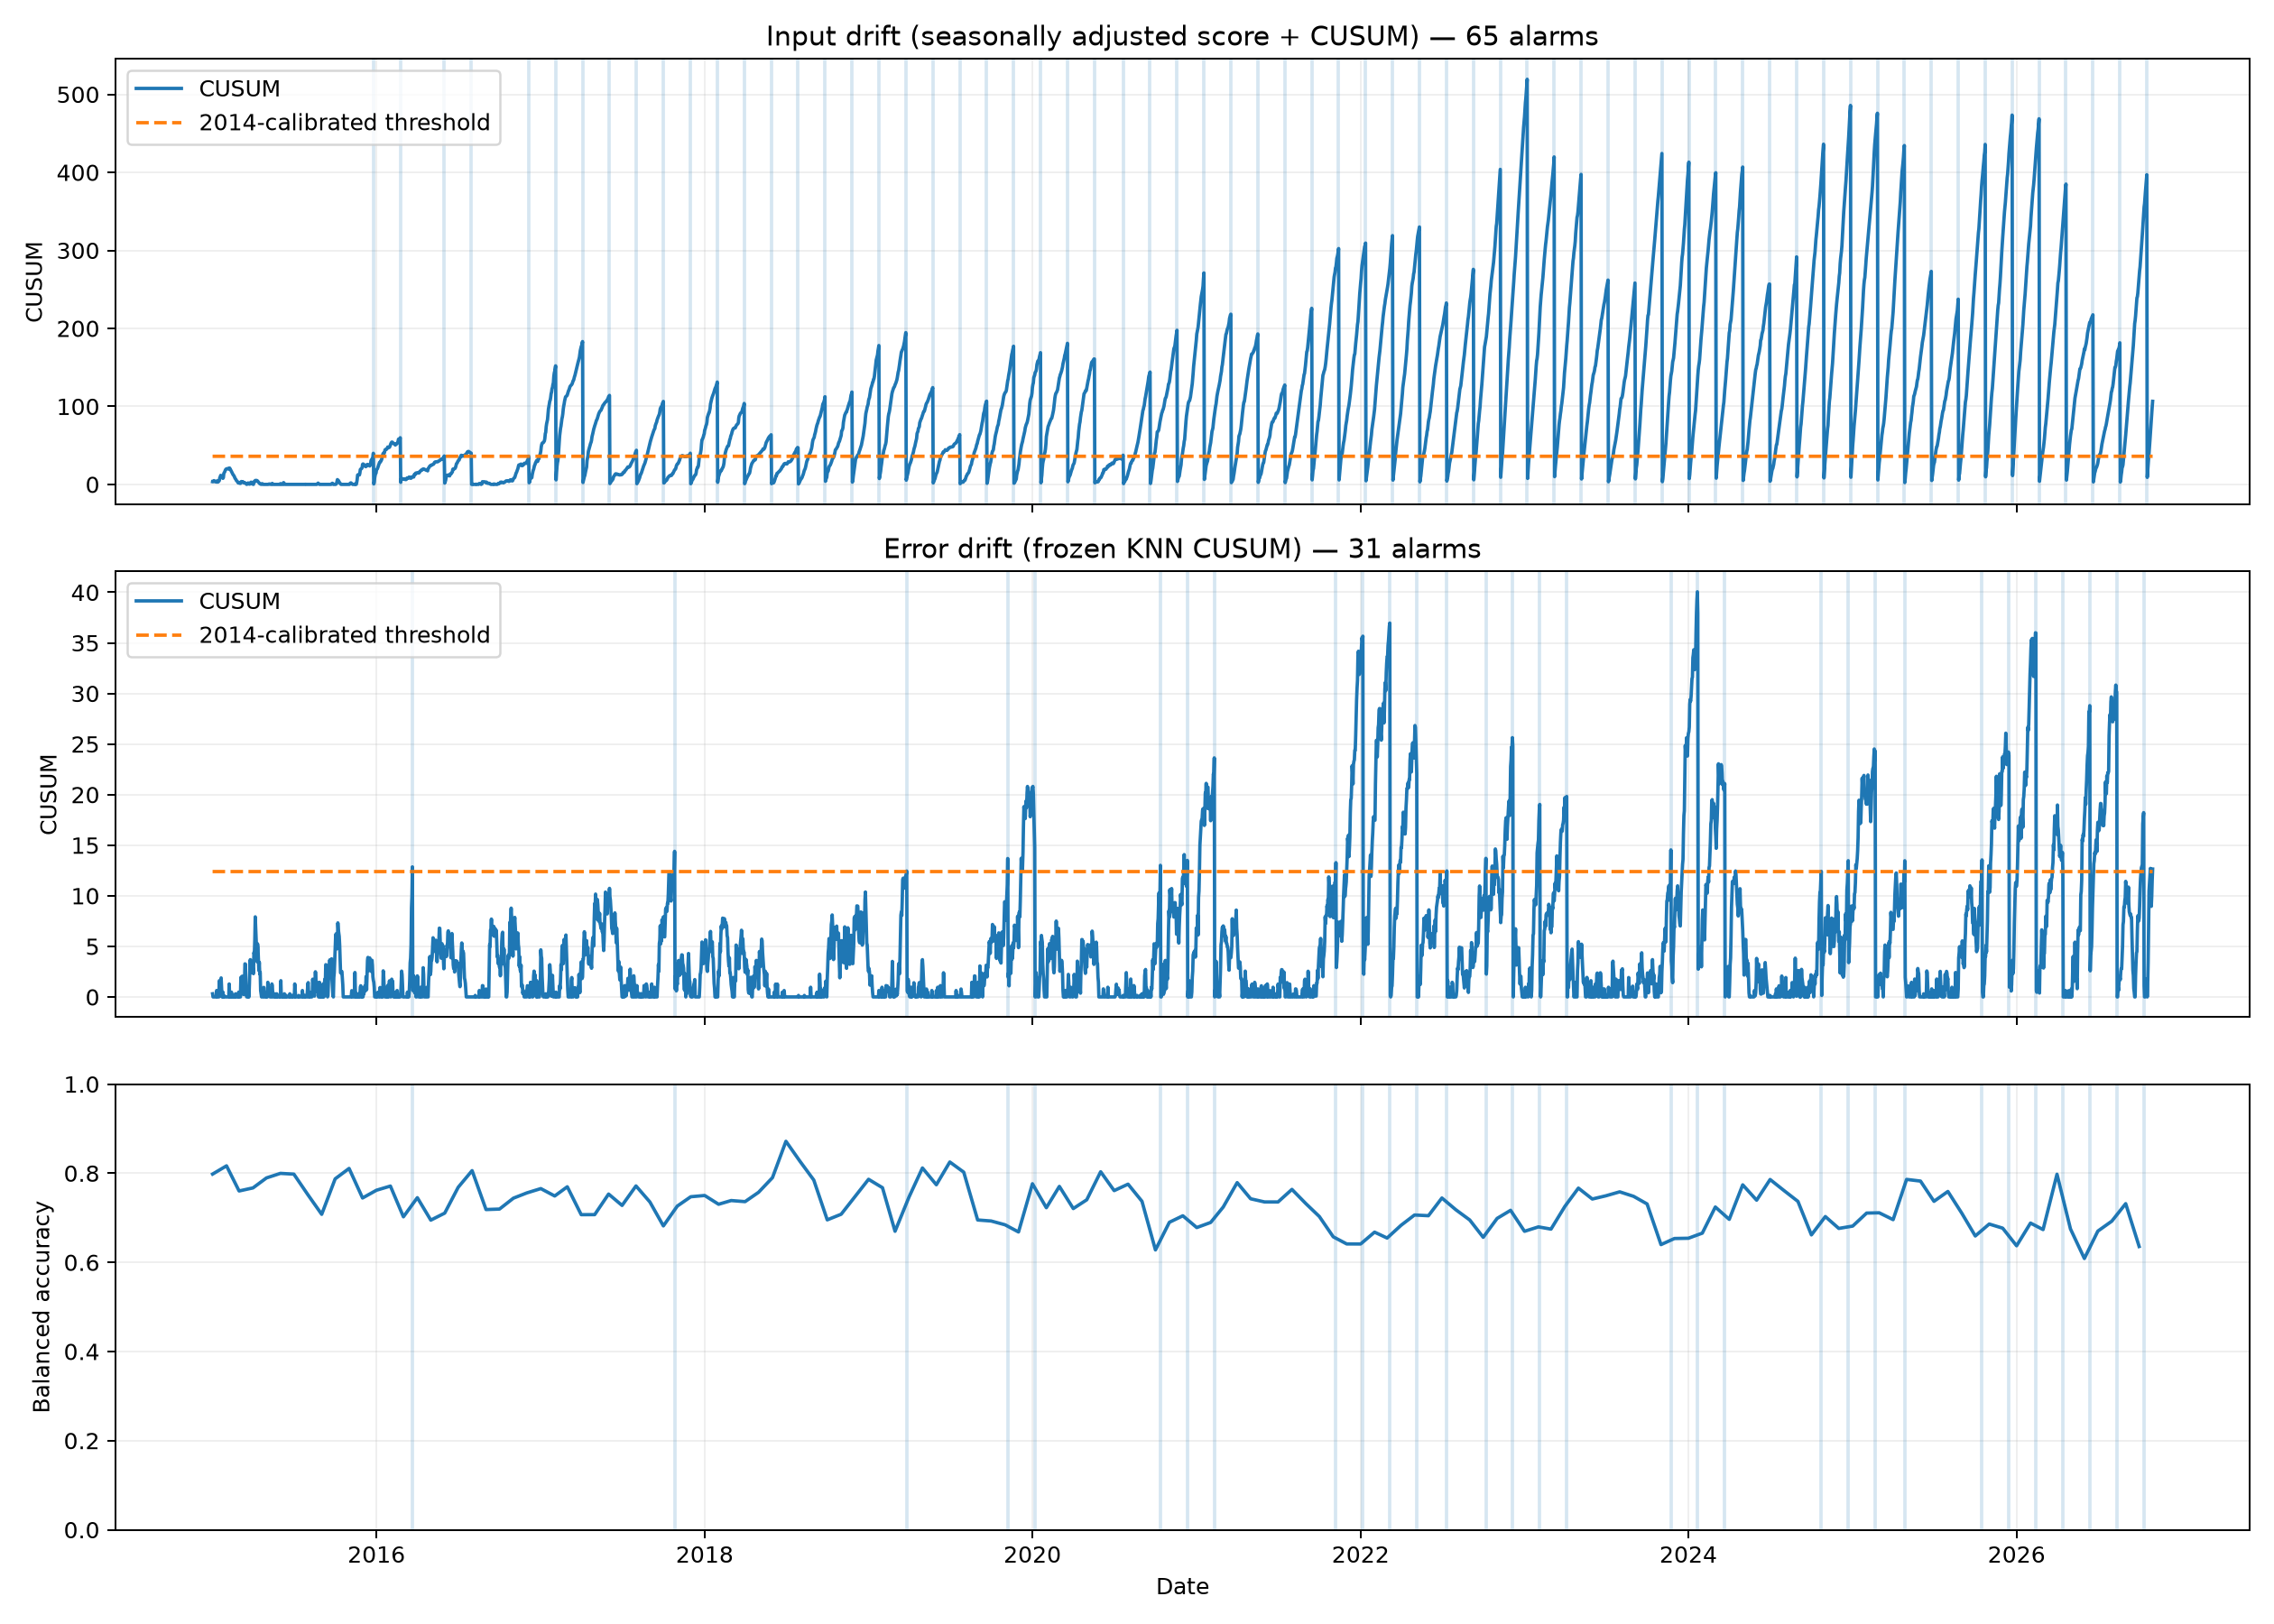 Input drift (seasonally adjusted score + CUSUM) — 65 alarms
CUSUM
2014-calibrated threshold
500
400
300
200
100
0
CUSUM
Error drift (frozen KNN CUSUM) — 31 alarms
CUSUM
2014-calibrated threshold
40
35
30
25
20
15
10
5
0
CUSUM
1.0
0.8
0.6
0.4
0.2
0.0
Balanced accuracy
2016 2018 2020 2022 2024 2026
Date